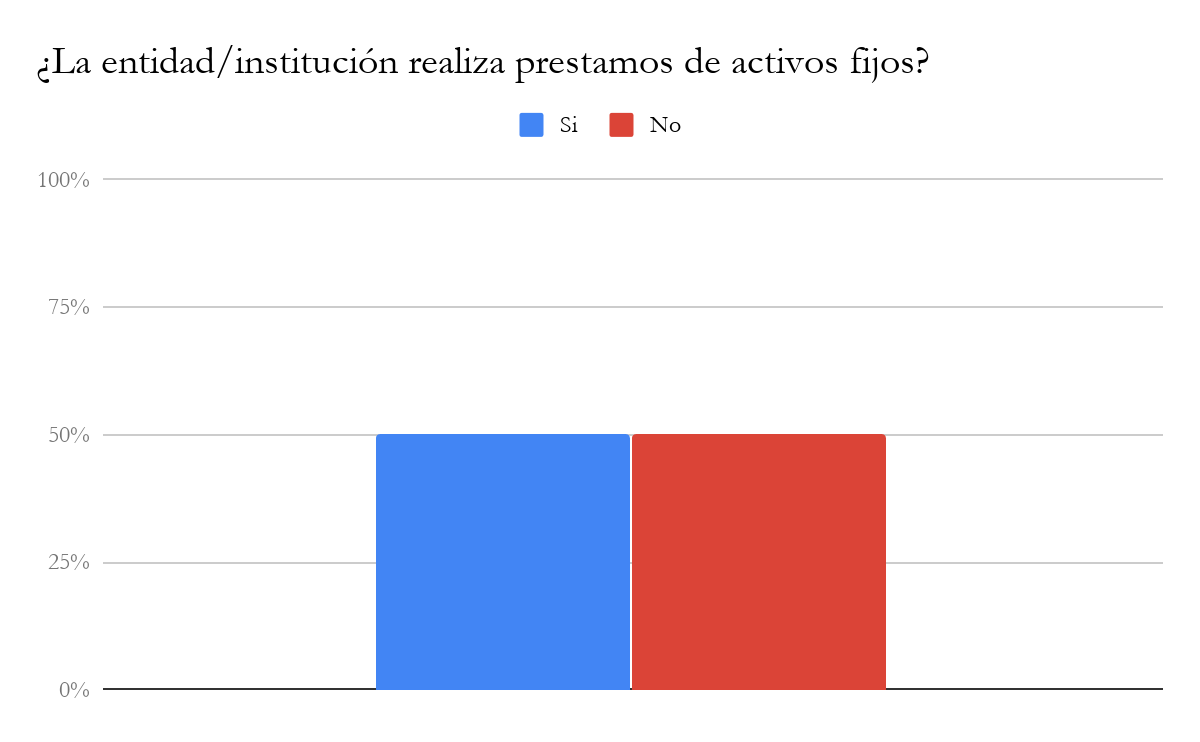 ¿La entidad/institución realiza prestamos de activos fijos?
Si No
100%
75%
50%
25%
0%